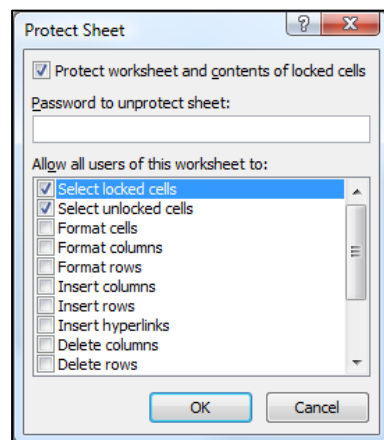 Protect Sheet
Protect worksheet and contents of locked cells
Password to unprotect sheet:
Allow all users of this worksheet to:
Select locked cells
Select unlocked cells
Format cells
Format columns
Format rows
Insert columns
Insert rows
Insert hyperlinks
Delete columns
Delete rows
OK Cancel